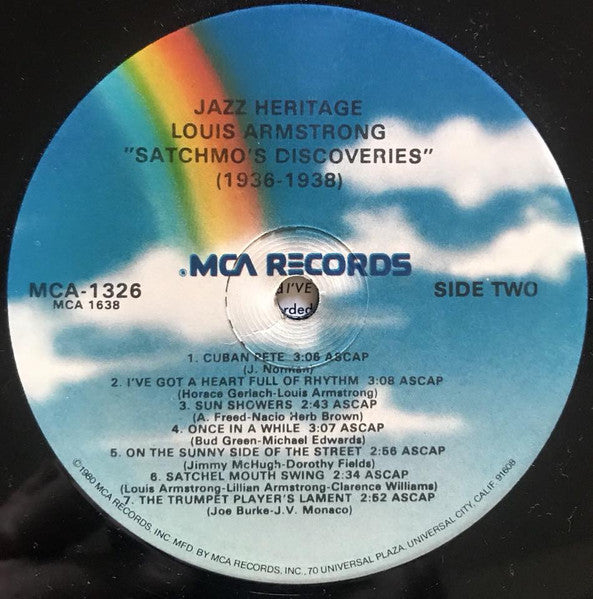 JAZZ HERITAGE
LOUIS ARMSTRONG
"SATCHMO'S DISCOVERIES"
(1936-1938)
MCA RECORDS
MCA-1326
MCA 1638
I'VE
rded
SIDE TWO
1. CUBAN PETE 3:06 ASCAP
(J. Norman)
2. I'VE GOT A HEART FULL OF RHYTHM 3:08 ASCAP
(Horace Gerlach-Louis Armstrong)
3. SUN SHOWERS 2:43 ASCAP
(A. Freed-Nacio Herb Brown)
4. ONCE IN A WHILE 3:07 ASCAP
(Bud Green-Michael Edwards)
5. ON THE SUNNY SIDE OF THE STREET 2:56 ASCAP
(Jimmy McHugh-Dorothy Fields)
6. SATCHEL MOUTH SWING 2:34 ASCAP
(Louis Armstrong-Lillian Armstrong-Clarence Williams)
7. THE TRUMPET PLAYER'S LAMENT 2:52 ASCAP
(Joe Burke-J.V. Monaco)
©1980 MCA RECORDS, INC. MFD. BY MCA RECORDS, INC., 70 UNIVERSAL PLAZA, UNIVERSAL CITY, CALIF. 91608